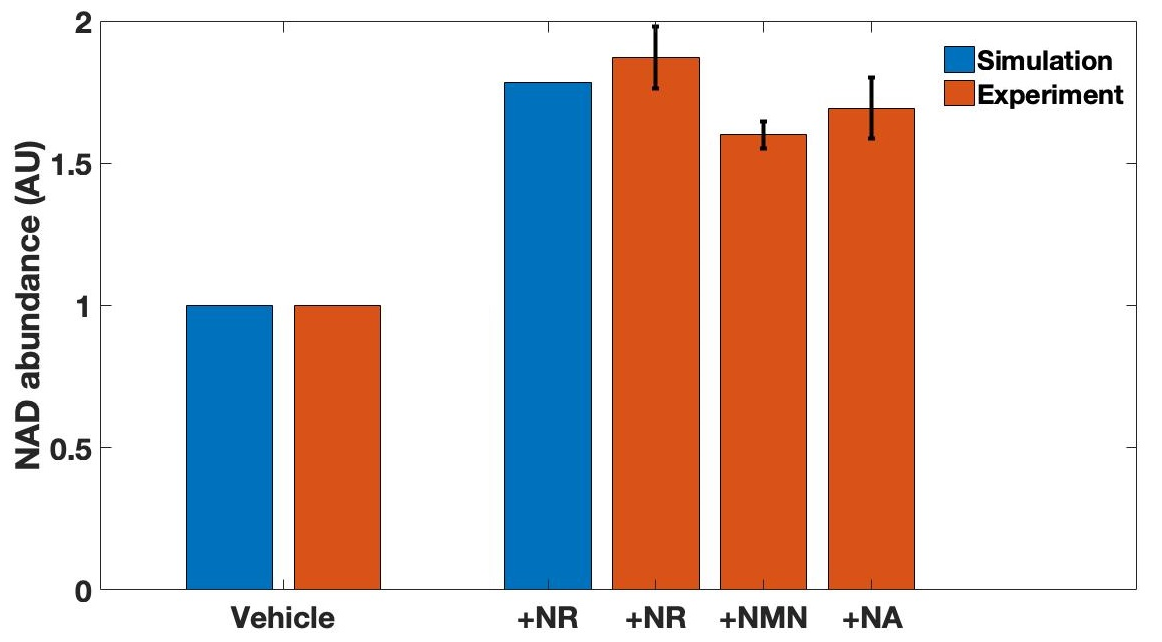 NAD abundance (AU)
2
1.5
1
0.5
0
Simulation
Experiment
Vehicle
+NR
+NR
+NMN
+NA